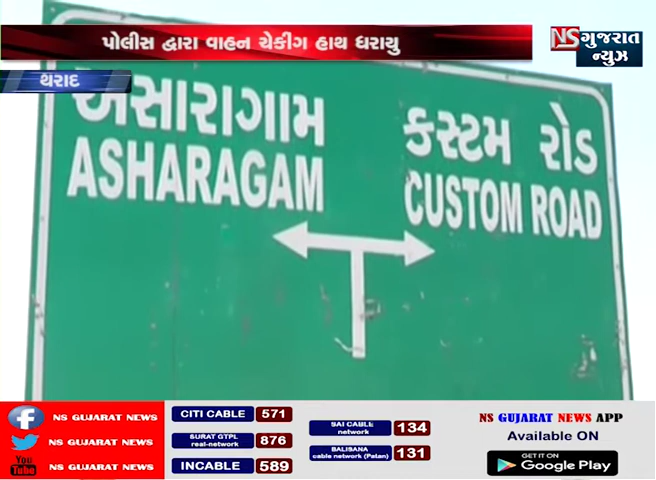 પોલીસ દ્વારા વાહન ચેકીંગ હાથ ધરાયુ
NS ગુજરાત
ન્યુઝ
થરાદ
અસારાગામ
ASHARAGAM
કસ્ટમ રોડ
CUSTOM ROAD
NS GUJARAT NEWS
NS GUJARAT NEWS
You Tube NS GUJARAT NEWS
CITI CABLE 571
SURAT GTPL
real-network 876
INCABLE 589
SAI CABLE
network 134
BALISANA
cable network (Patan) 131
NS GUJARAT NEWS APP
Available ON
GET IT ON
Google Play